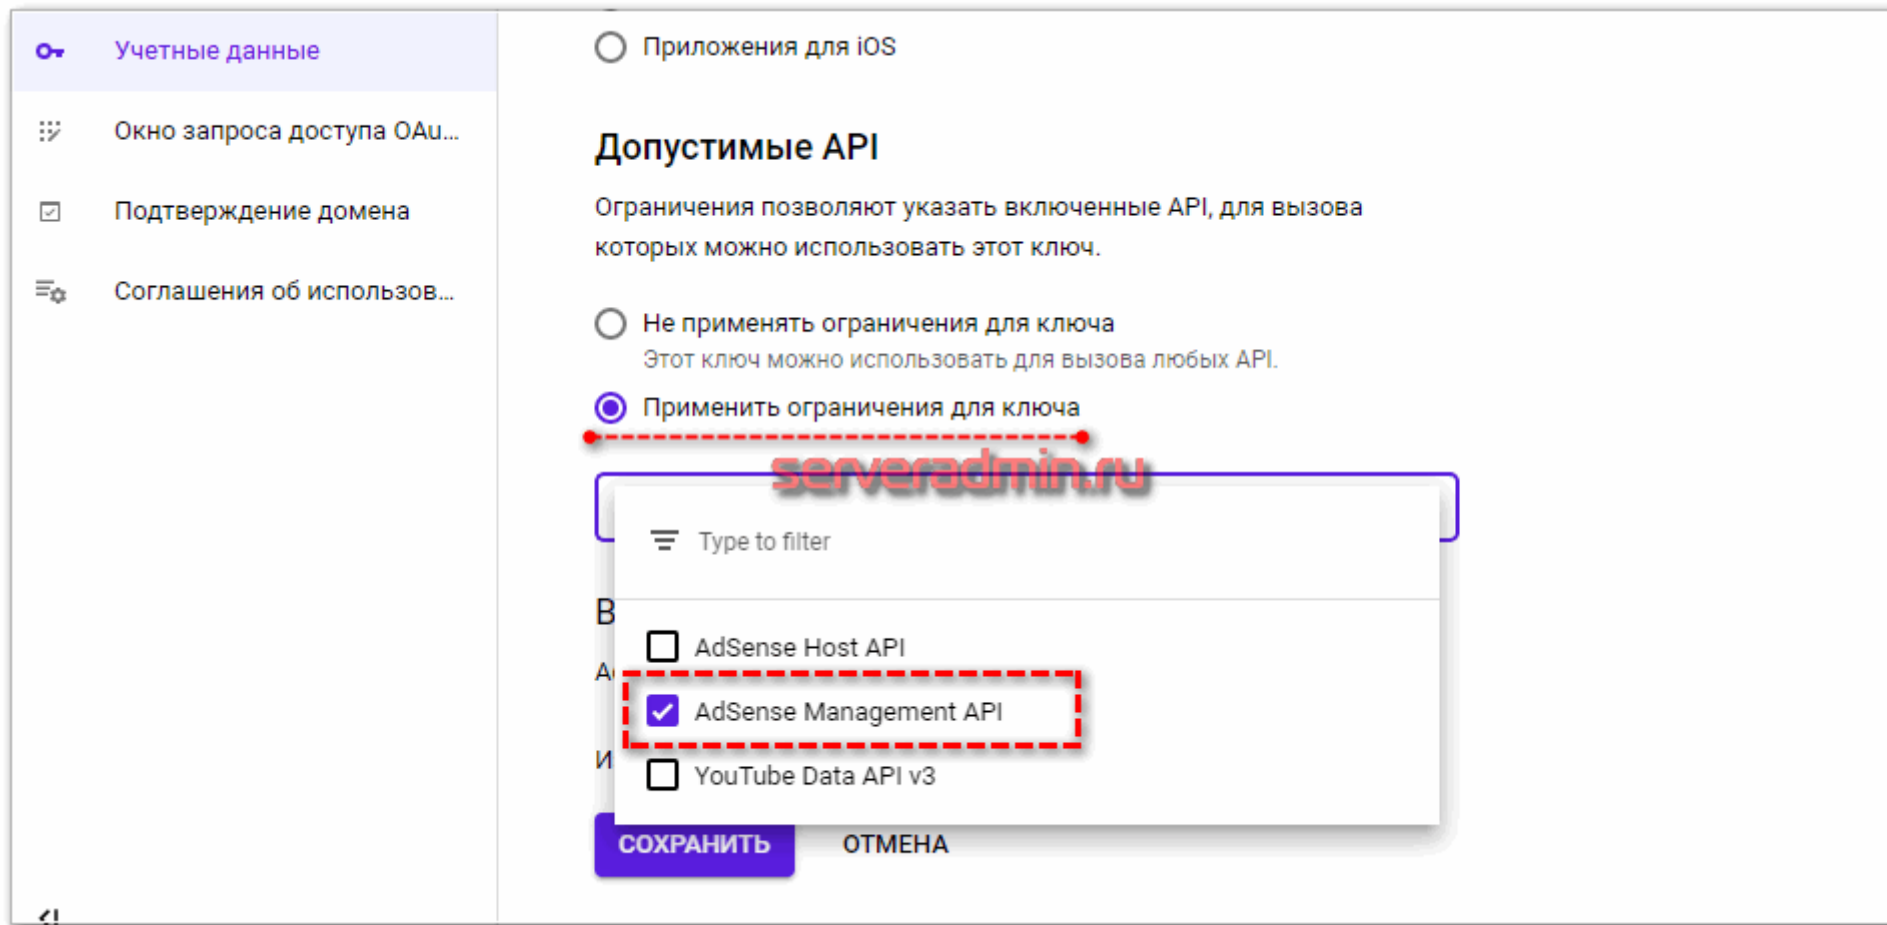 Учетные данные
Окно запроса доступа OAu...
Подтверждение домена
Соглашения об использов...
Приложения для iOS
Допустимые API
Ограничения позволяют указать включенные API, для вызова
которых можно использовать этот ключ.
Не применять ограничения для ключа
Этот ключ можно использовать для вызова любых API.
Применить ограничения для ключа
serveradmin.ru
Type to filter
AdSense Host API
AdSense Management API
YouTube Data API v3
СОХРАНИТЬ
ОТМЕНА